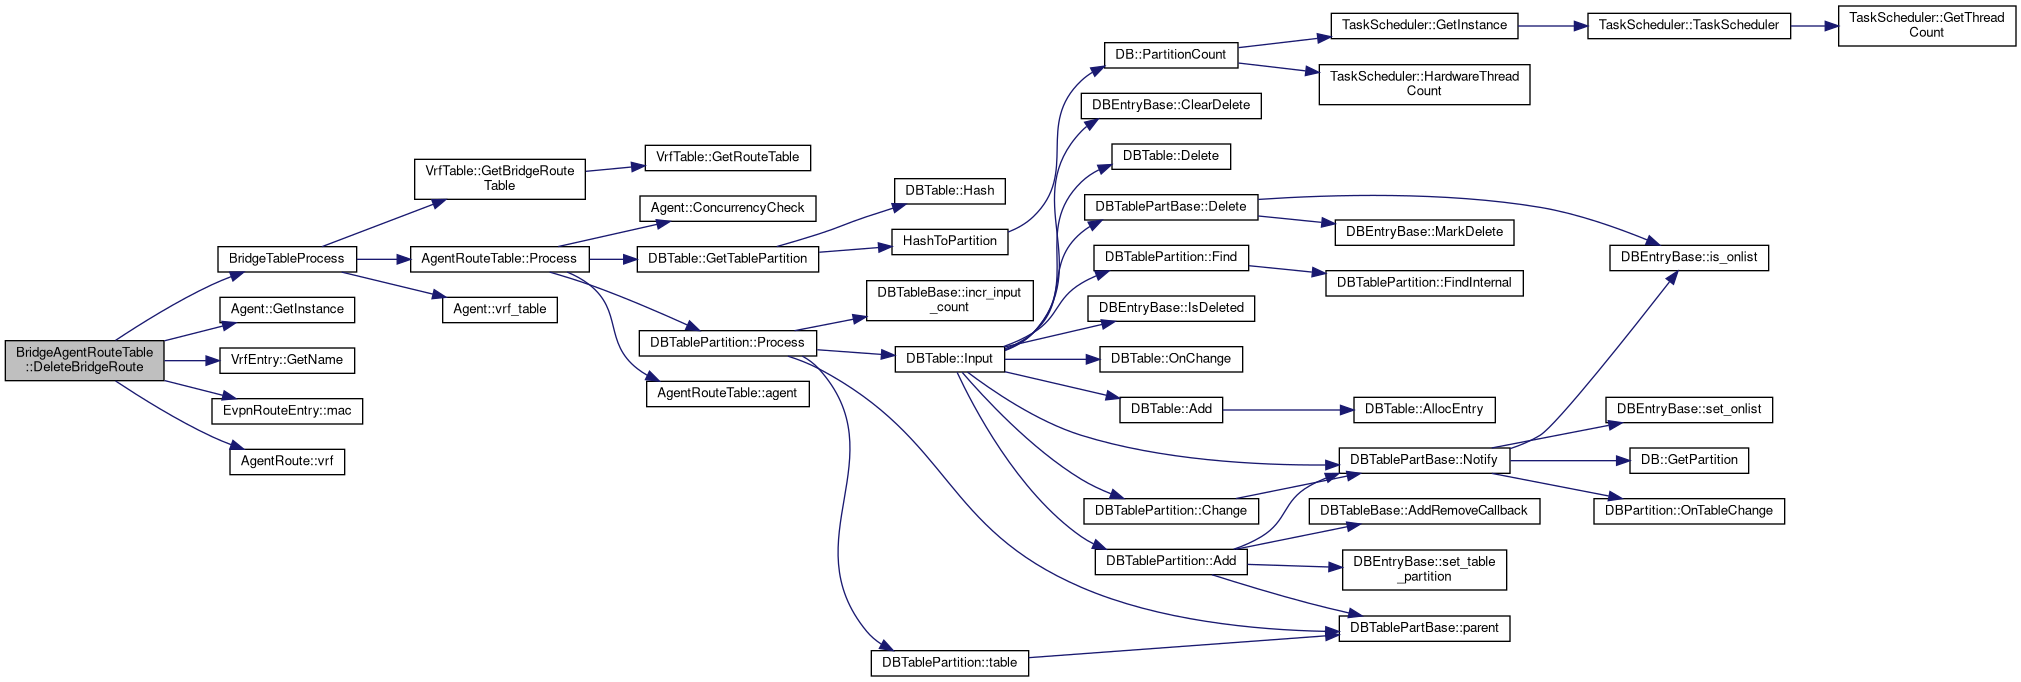 BridgeAgentRouteTable
::DeleteBridgeRoute
BridgeTableProcess
Agent::GetInstance
VrfEntry::GetName
EvpnRouteEntry::mac
AgentRoute::vrf
VrfTable::GetBridgeRoute
Table
AgentRouteTable::Process
Agent::vrf_table
VrfTable::GetRouteTable
Agent::ConcurrencyCheck
DBTable::GetTablePartition
DBTablePartition::Process
AgentRouteTable::agent
DBTable::Hash
HashToPartition
DBTableBase::incr_input
_count
DBTable::Input
DBTablePartition::table
DB::PartitionCount
DBEntryBase::ClearDelete
DBTable::Delete
DBTablePartBase::Delete
DBTablePartition::Find
DBEntryBase::IsDeleted
DBTable::OnChange
DBTable::Add
DBTablePartition::Change
DBTablePartition::Add
TaskScheduler::GetInstance
TaskScheduler::HardwareThread
Count
DBEntryBase::MarkDelete
DBTablePartition::FindInternal
DBTable::AllocEntry
DBTablePartBase::Notify
DBTableBase::AddRemoveCallback
DBEntryBase::set_table
_partition
DBTablePartBase::parent
TaskScheduler::TaskScheduler
DBEntryBase::is_onlist
DBEntryBase::set_onlist
DB::GetPartition
DBPartition::OnTableChange
TaskScheduler::GetThread
Count